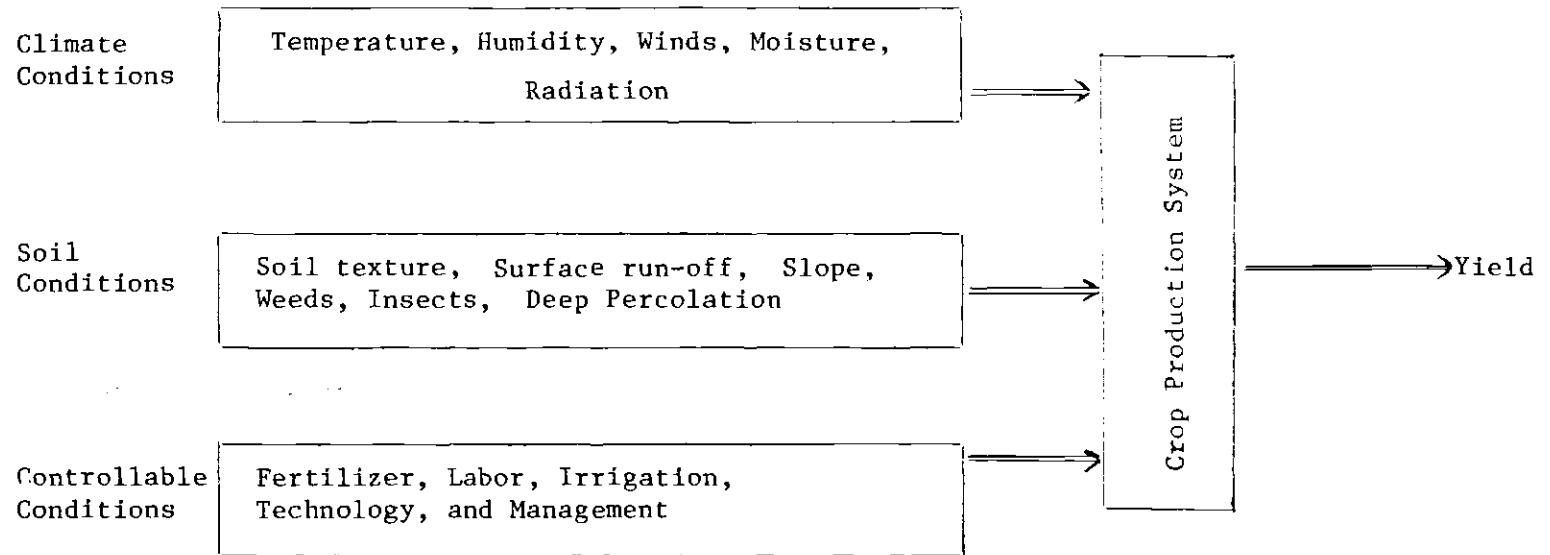 Climate
Conditions
Temperature, Humidity, Winds, Moisture,
Radiation
Soil
Conditions
Soil texture, Surface run-off, Slope,
Weeds, Insects, Deep Percolation
Controllable
Conditions
Fertilizer, Labor, Irrigation,
Technology, and Management
Crop Production System
Yield